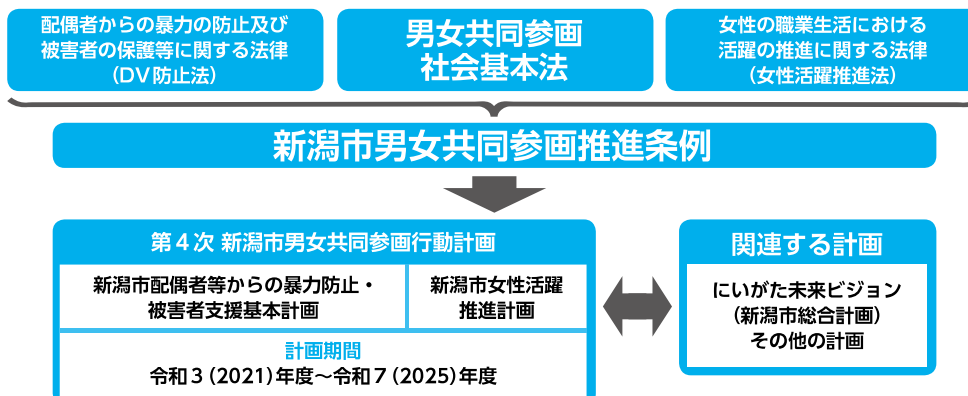 配偶者からの暴力の防止及び
被害者の保護等に関する法律
（DV防止法）
男女共同参画
社会基本法
女性の職業生活における
活躍の推進に関する法律
（女性活躍推進法）
新潟市男女共同参画推進条例
第４次 新潟市男女共同参画行動計画
新潟市配偶者等からの暴力防止・
被害者支援基本計画
新潟市女性活躍
推進計画
計画期間
令和３（2021）年度～令和７（2025）年度
関連する計画
にいがた未来ビジョン
（新潟市総合計画）
その他の計画